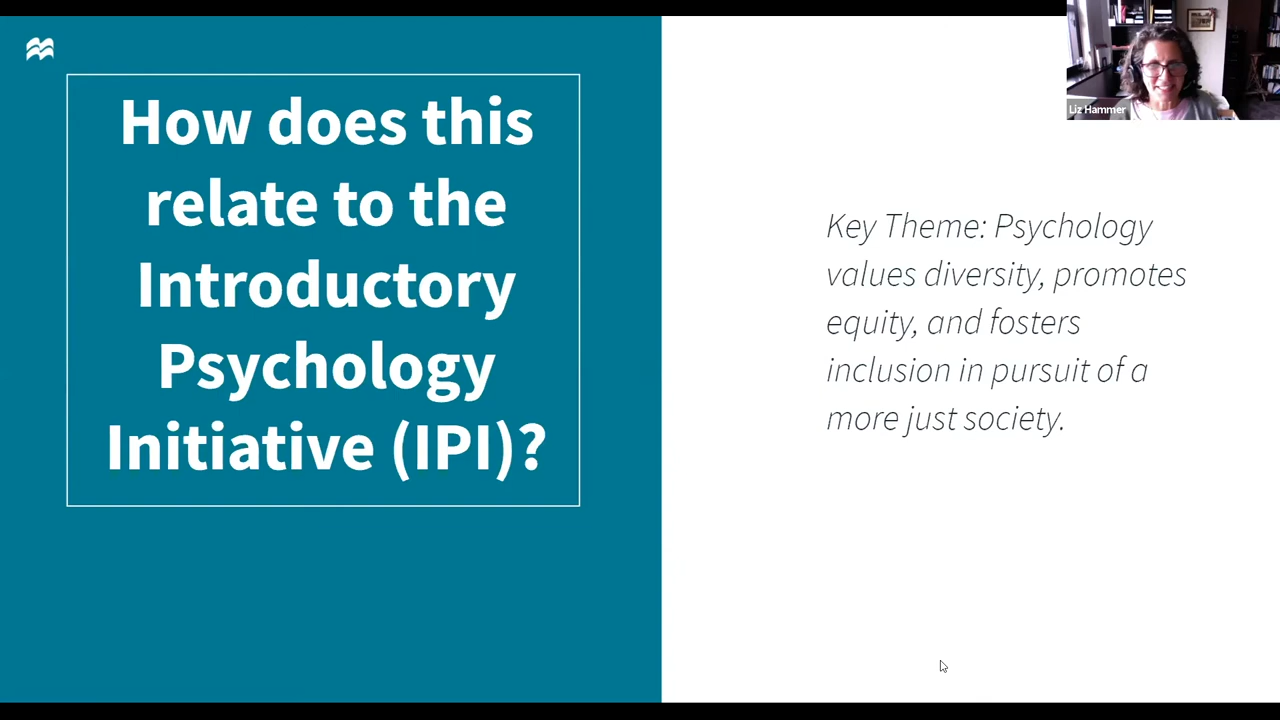 How does this
relate to the
Introductory
Psychology
Initiative (IPI)?
Liz Hammer
Key Theme: Psychology
values diversity, promotes
equity, and fosters
inclusion in pursuit of a
more just society.